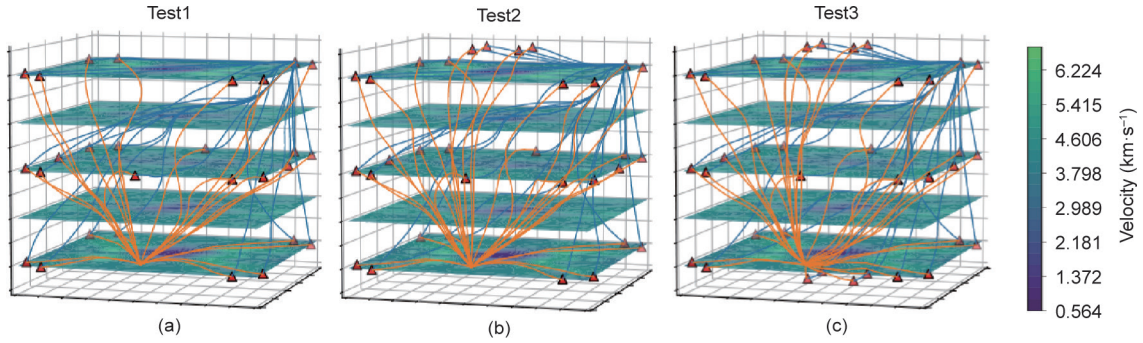 Test1
Test2
Test3
6.224
5.415
4.606
3.798
2.989
2.181
1.372
0.564
Velocity (km·s⁻¹)
(a)
(b)
(c)